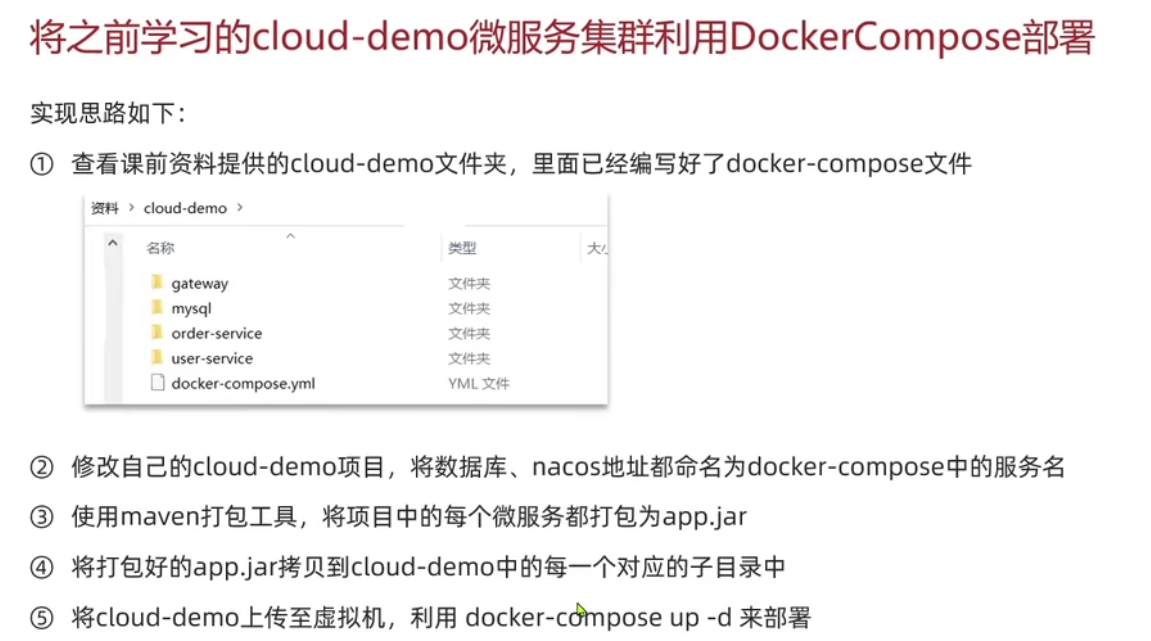 将之前学习的cloud-demo微服务集群利用DockerCompose部署
实现思路如下：
① 查看课前资料提供的cloud-demo文件夹，里面已经编写好了docker-compose文件
资料 › cloud-demo ›
名称 类型 大小
gateway 文件夹
mysql 文件夹
order-service 文件夹
user-service 文件夹
docker-compose.yml YML 文件
② 修改自己的cloud-demo项目，将数据库、nacos地址都命名为docker-compose中的服务名
③ 使用maven打包工具，将项目中的每个微服务都打包为app.jar
④ 将打包好的app.jar拷贝到cloud-demo中的每一个对应的子目录中
⑤ 将cloud-demo上传至虚拟机，利用 docker-compose up -d 来部署